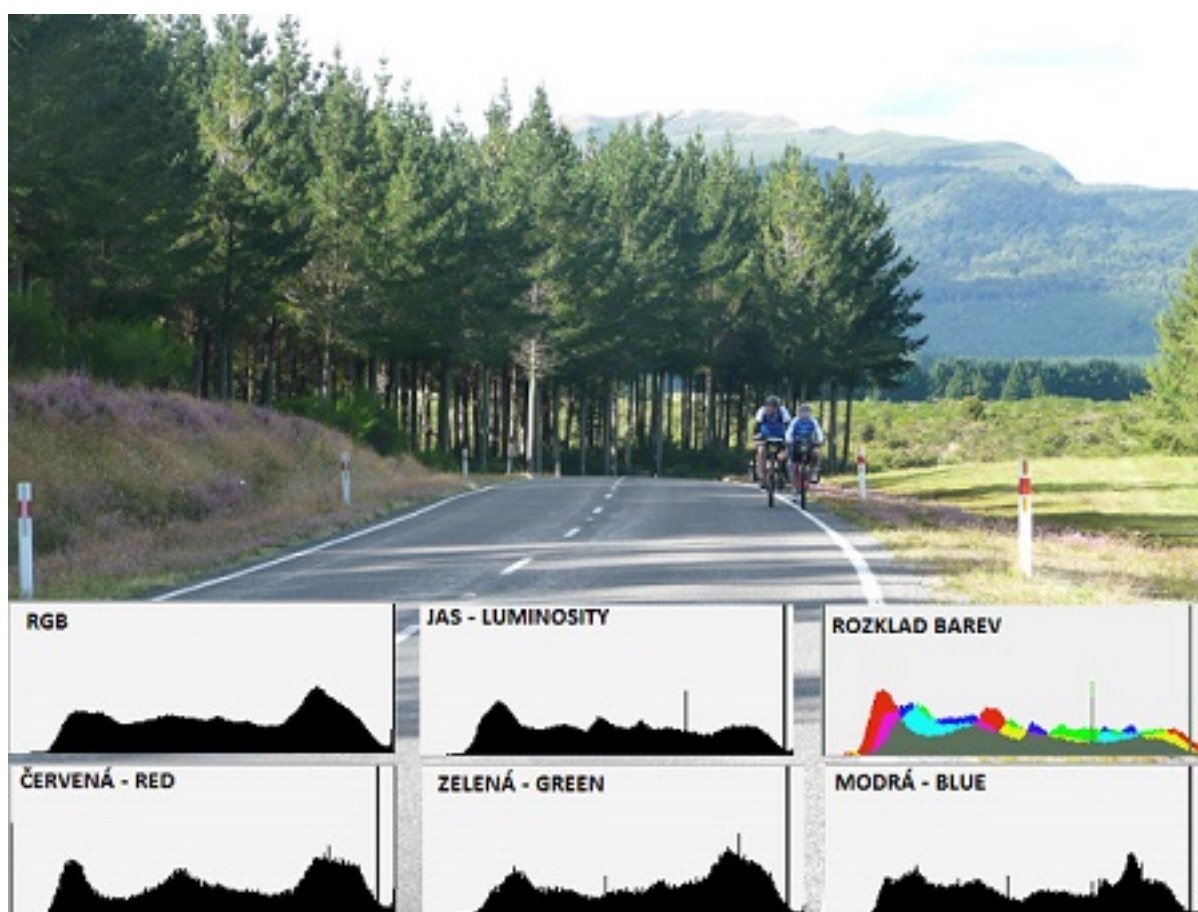 RGB
JAS - LUMINOSITY
ROZKLAD BAREV
ČERVENÁ - RED
ZELENÁ - GREEN
MODRÁ - BLUE